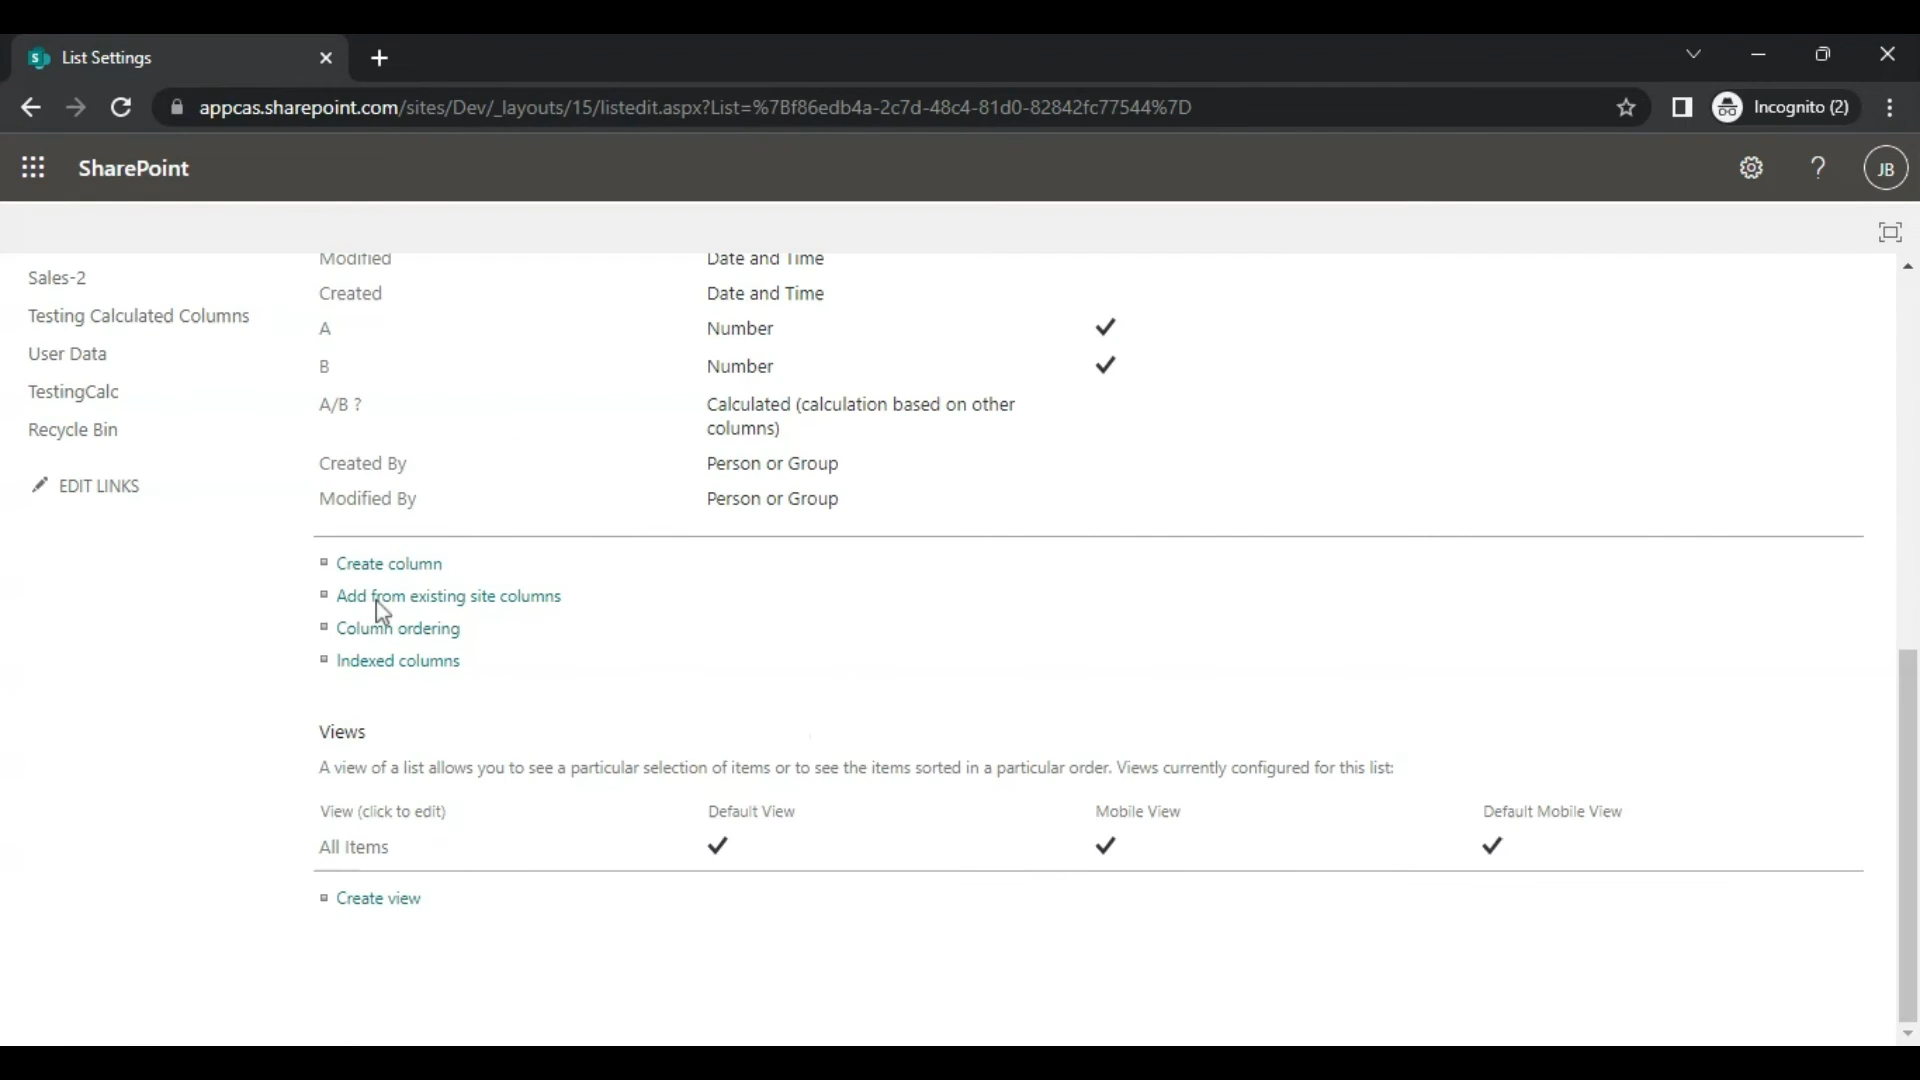 List Settings
appcas.sharepoint.com/sites/Dev/_layouts/15/listedit.aspx?List=%7Bf86edb4a-2c7d-48c4-81d0-82842fc77544%7D
Incognito (2)
SharePoint
JB
Sales-2
Testing Calculated Columns
User Data
TestingCalc
Recycle Bin
EDIT LINKS
Modified Date and Time
Created Date and Time
A Number
B Number
A/B ? Calculated (calculation based on other
columns)
Created By Person or Group
Modified By Person or Group
Create column
Add from existing site columns
Column ordering
Indexed columns
Views
A view of a list allows you to see a particular selection of items or to see the items sorted in a particular order. Views currently configured for this list:
View (click to edit) Default View Mobile View Default Mobile View
All Items
Create view